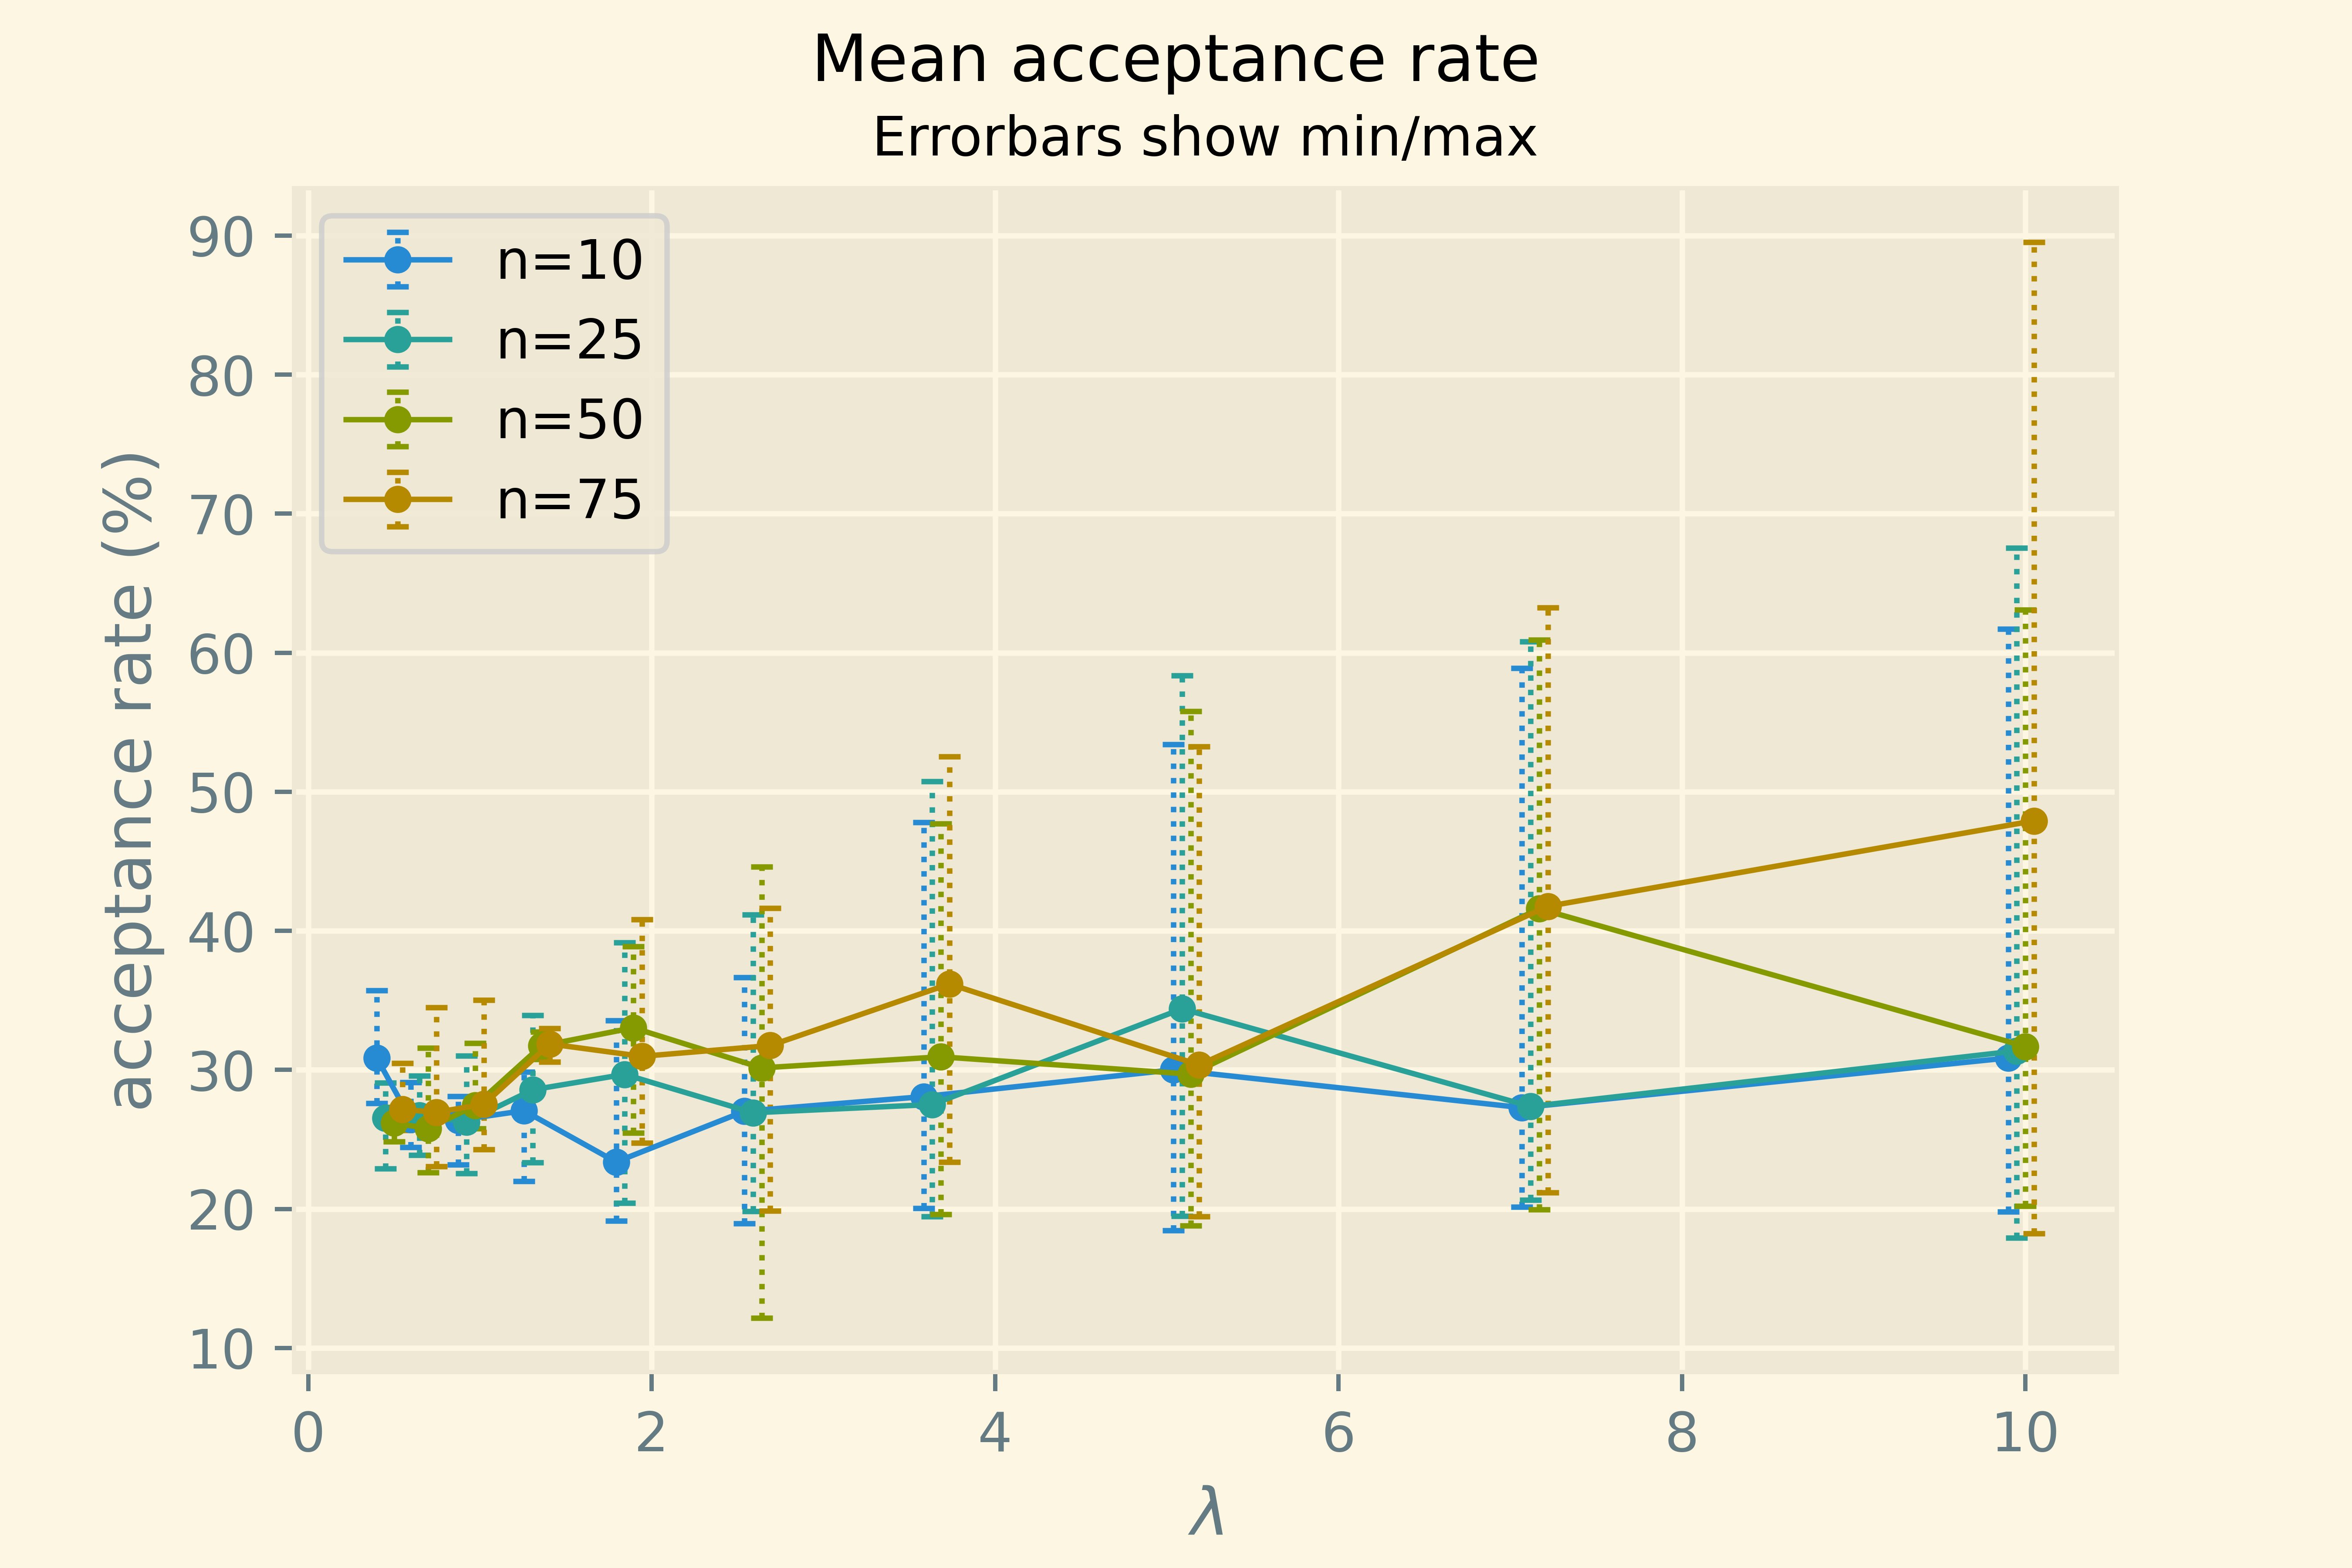 Mean acceptance rate
Errorbars show min/max
n=10
n=25
n=50
n=75
acceptance rate (%)
90
80
70
60
50
40
30
20
10
0 2 4 6 8 10
λ